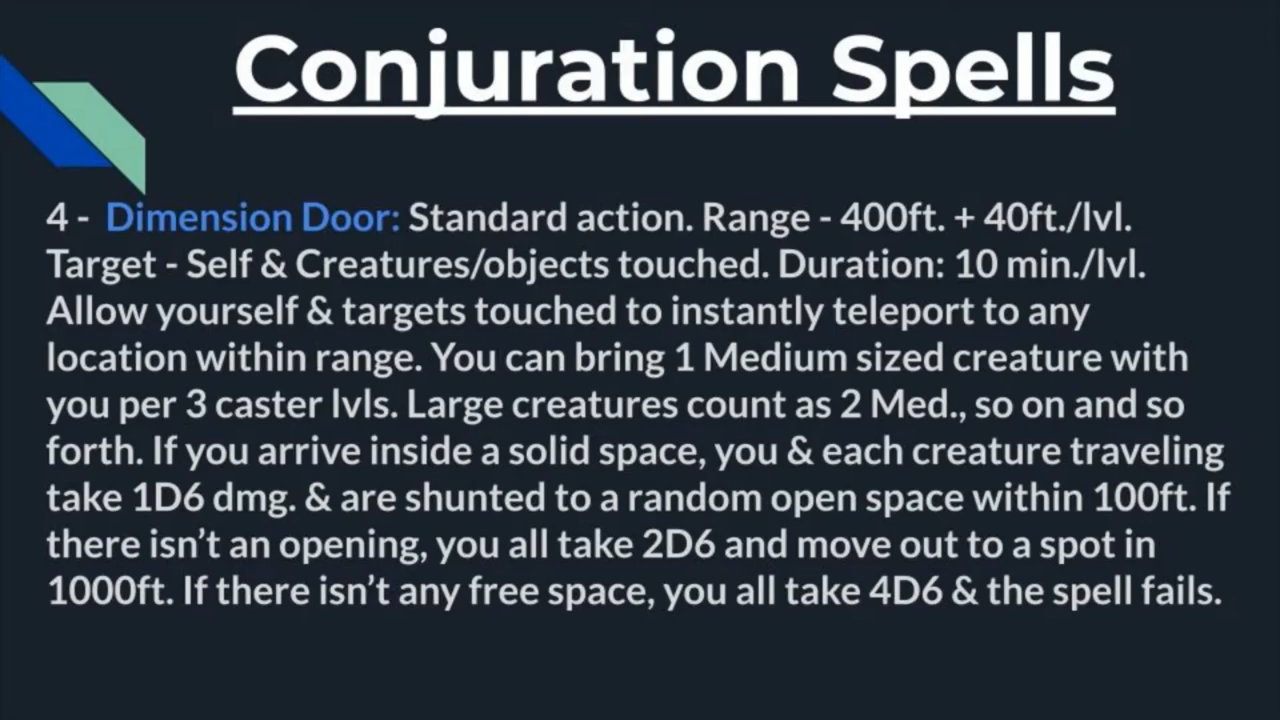 Conjuration Spells
4 - Dimension Door: Standard action. Range - 400ft. + 40ft./lvl.
Target - Self & Creatures/objects touched. Duration: 10 min./lvl.
Allow yourself & targets touched to instantly teleport to any
location within range. You can bring 1 Medium sized creature with
you per 3 caster lvls. Large creatures count as 2 Med., so on and so
forth. If you arrive inside a solid space, you & each creature traveling
take 1D6 dmg. & are shunted to a random open space within 100ft. If
there isn’t an opening, you all take 2D6 and move out to a spot in
1000ft. If there isn’t any free space, you all take 4D6 & the spell fails.